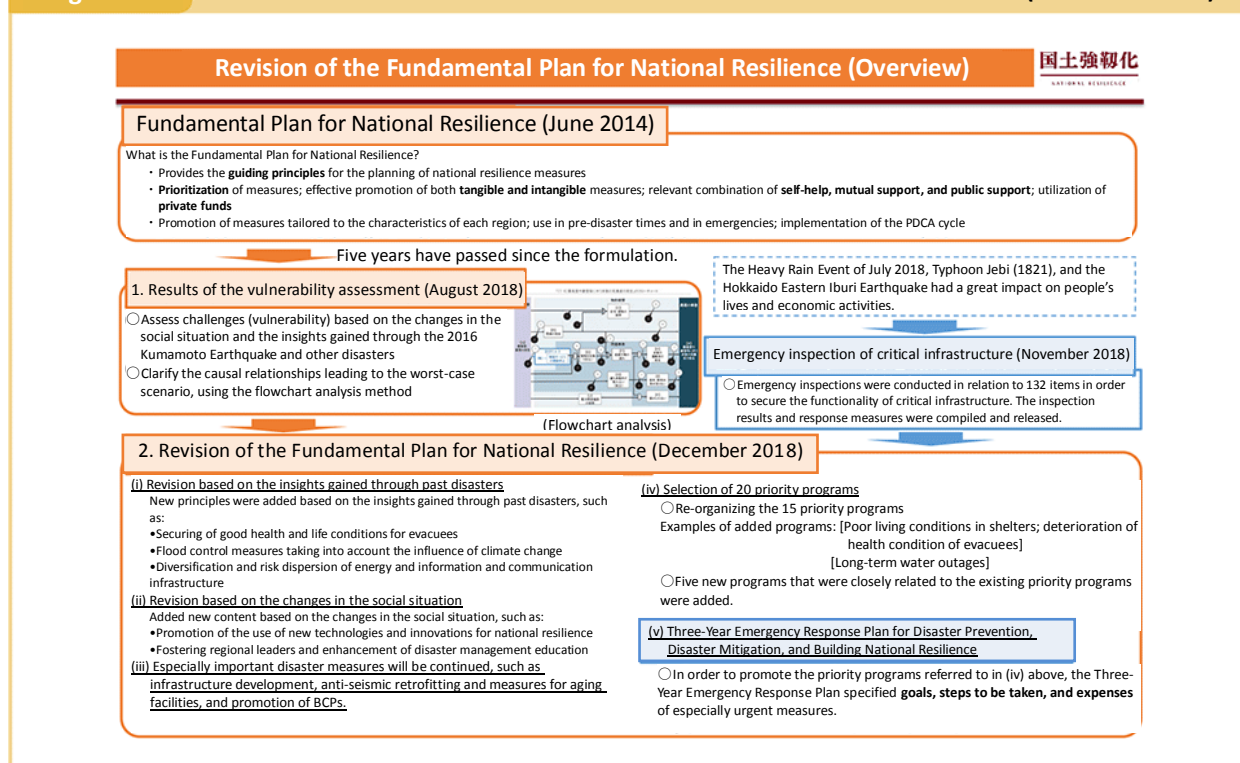 Revision of the Fundamental Plan for National Resilience (Overview)
国土強靱化
NATIONAL RESILIENCE
Fundamental Plan for National Resilience (June 2014)
What is the Fundamental Plan for National Resilience?
・Provides the guiding principles for the planning of national resilience measures
・Prioritization of measures; effective promotion of both tangible and intangible measures; relevant combination of self-help, mutual support, and public support; utilization of
private funds
・Promotion of measures tailored to the characteristics of each region; use in pre-disaster times and in emergencies; implementation of the PDCA cycle
Five years have passed since the formulation.
1. Results of the vulnerability assessment (August 2018)
○Assess challenges (vulnerability) based on the changes in the
social situation and the insights gained through the 2016
Kumamoto Earthquake and other disasters
○Clarify the causal relationships leading to the worst-case
scenario, using the flowchart analysis method
(Flowchart analysis)
The Heavy Rain Event of July 2018, Typhoon Jebi (1821), and the
Hokkaido Eastern Iburi Earthquake had a great impact on people's
lives and economic activities.
Emergency inspection of critical infrastructure (November 2018)
○Emergency inspections were conducted in relation to 132 items in order
to secure the functionality of critical infrastructure. The inspection
results and response measures were compiled and released.
2. Revision of the Fundamental Plan for National Resilience (December 2018)
(i) Revision based on the insights gained through past disasters
New principles were added based on the insights gained through past disasters, such
as:
•Securing of good health and life conditions for evacuees
•Flood control measures taking into account the influence of climate change
•Diversification and risk dispersion of energy and information and communication
infrastructure
(ii) Revision based on the changes in the social situation
Added new content based on the changes in the social situation, such as:
•Promotion of the use of new technologies and innovations for national resilience
•Fostering regional leaders and enhancement of disaster management education
(iii) Especially important disaster measures will be continued, such as
infrastructure development, anti-seismic retrofitting and measures for aging
facilities, and promotion of BCPs.
(iv) Selection of 20 priority programs
○Re-organizing the 15 priority programs
Examples of added programs: [Poor living conditions in shelters; deterioration of
health condition of evacuees]
[Long-term water outages]
○Five new programs that were closely related to the existing priority programs
were added.
(v) Three-Year Emergency Response Plan for Disaster Prevention,
Disaster Mitigation, and Building National Resilience
○In order to promote the priority programs referred to in (iv) above, the Three-
Year Emergency Response Plan specified goals, steps to be taken, and expenses
of especially urgent measures.